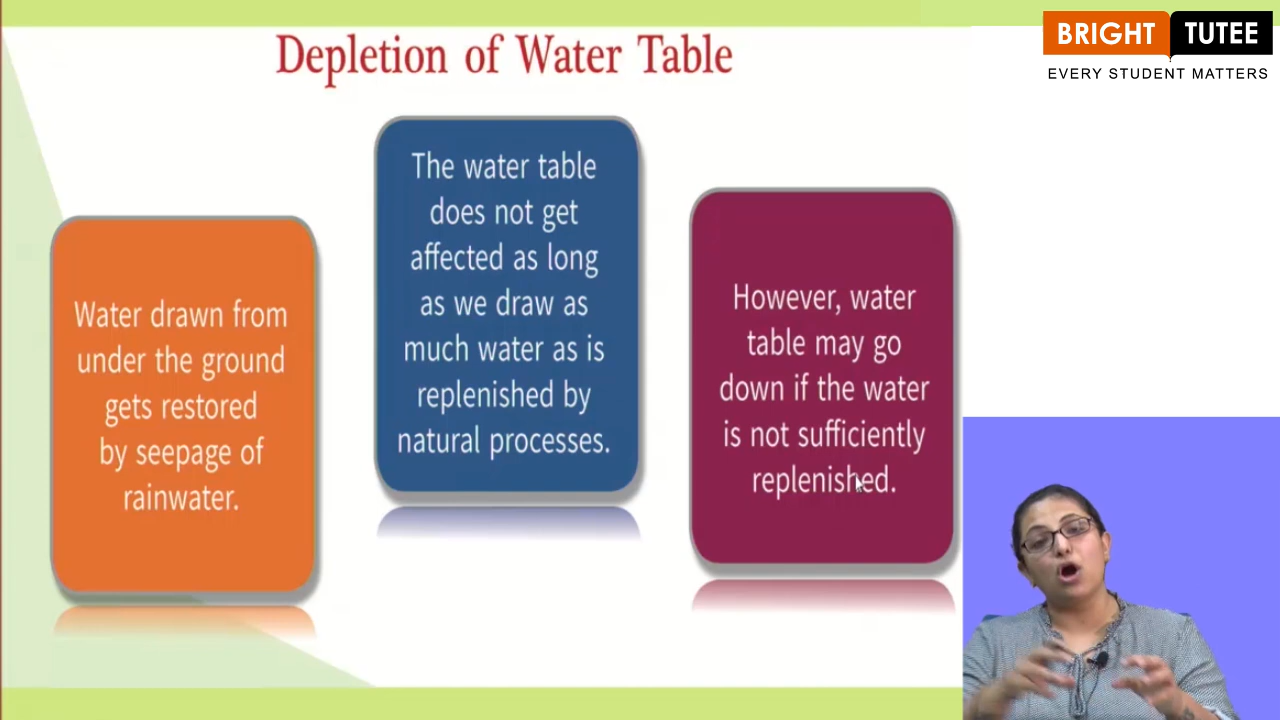 Depletion of Water Table
BRIGHT TUTEE
EVERY STUDENT MATTERS
Water drawn from
under the ground
gets restored
by seepage of
rainwater.
The water table
does not get
affected as long
as we draw as
much water as is
replenished by
natural processes.
However, water
table may go
down if the water
is not sufficiently
replenished.